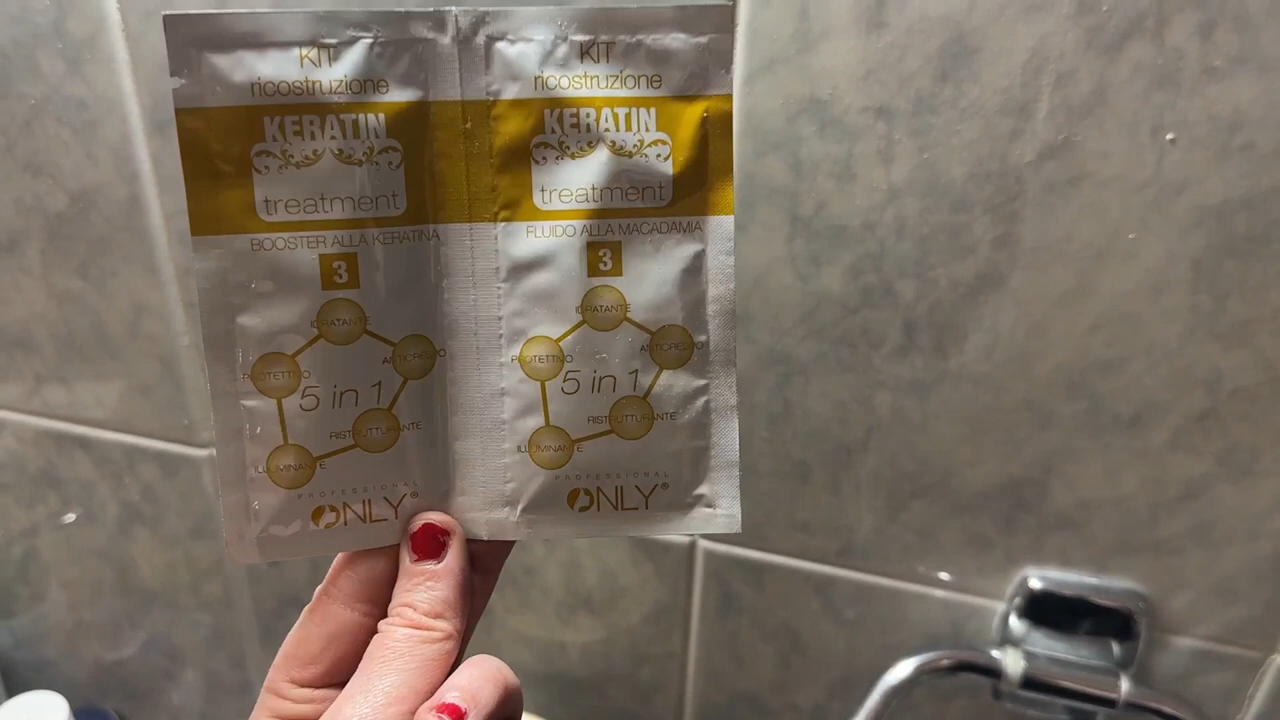 KIT
ricostruzione
KERATIN
treatment
BOOSTER ALLA KERATINA
3
IDRATANTE
ANTICRESPO
PROTETTIVO
5 in 1
RISTRUTTURANTE
ILLUMINANTE
PROFESSIONAL
ONLY®
KIT
ricostruzione
KERATIN
treatment
FLUIDO ALLA MACADAMIA
3
IDRATANTE
ANTICRESPO
PROTETTIVO
5 in 1
RISTRUTTURANTE
ILLUMINANTE
PROFESSIONAL
ONLY®